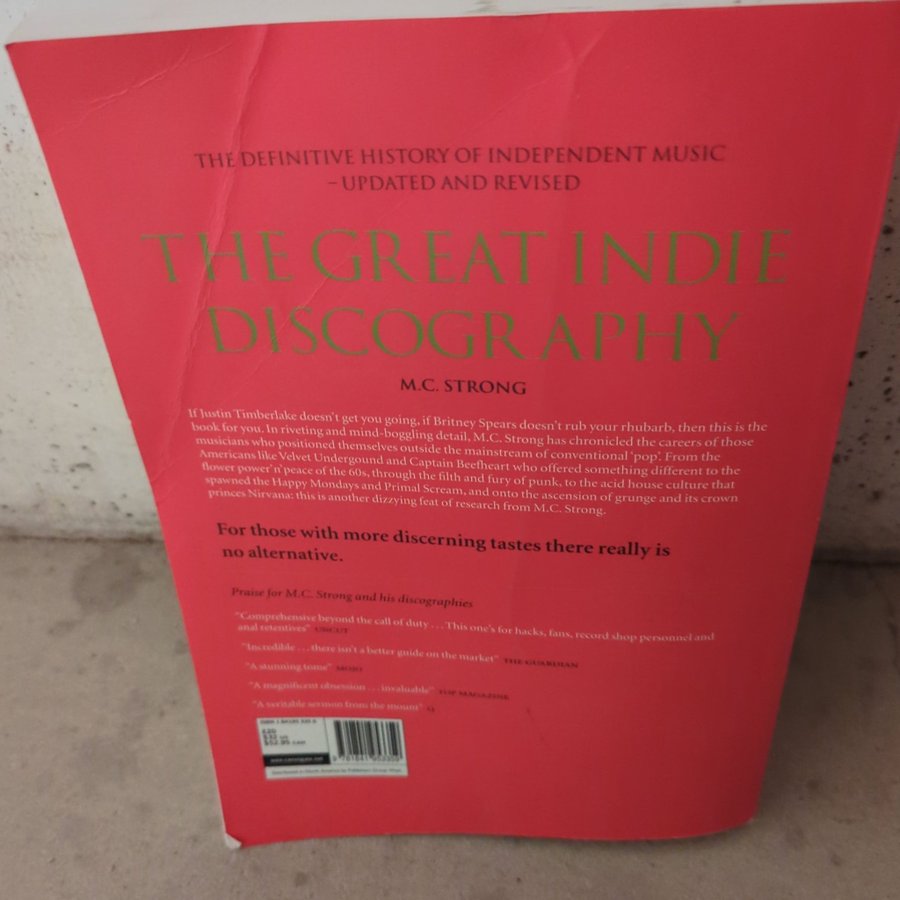 THE DEFINITIVE HISTORY OF INDEPENDENT MUSIC
– UPDATED AND REVISED
THE GREAT INDIE
DISCOGRAPHY
M.C. STRONG
If Justin Timberlake doesn't get you going, if Britney Spears doesn't rub your rhubarb, then this is the
book for you. In riveting and mind-boggling detail, M.C. Strong has chronicled the careers of those
musicians who positioned themselves outside the mainstream of conventional 'pop'. From the
Americans like Velvet Undergound and Captain Beefheart who offered something different to the
flower power'n'peace of the 60s, through the filth and fury of punk, to the acid house culture that
spawned the Happy Mondays and Primal Scream, and onto the ascension of grunge and its crown
princes Nirvana: this is another dizzying feat of research from M.C. Strong.
For those with more discerning tastes there really is
no alternative.
Praise for M.C. Strong and his discographies
"Comprehensive beyond the call of duty . . . This one's for hacks, fans, record shop personnel and
anal retentives" UNCUT
"Incredible . . . there isn't a better guide on the market" THE GUARDIAN
"A stunning tome" MOJO
"A magnificent obsession . . . invaluable" TOP MAGAZINE
"A veritable sermon from the mount" Q
£20
$32 US
$52.95 CAN